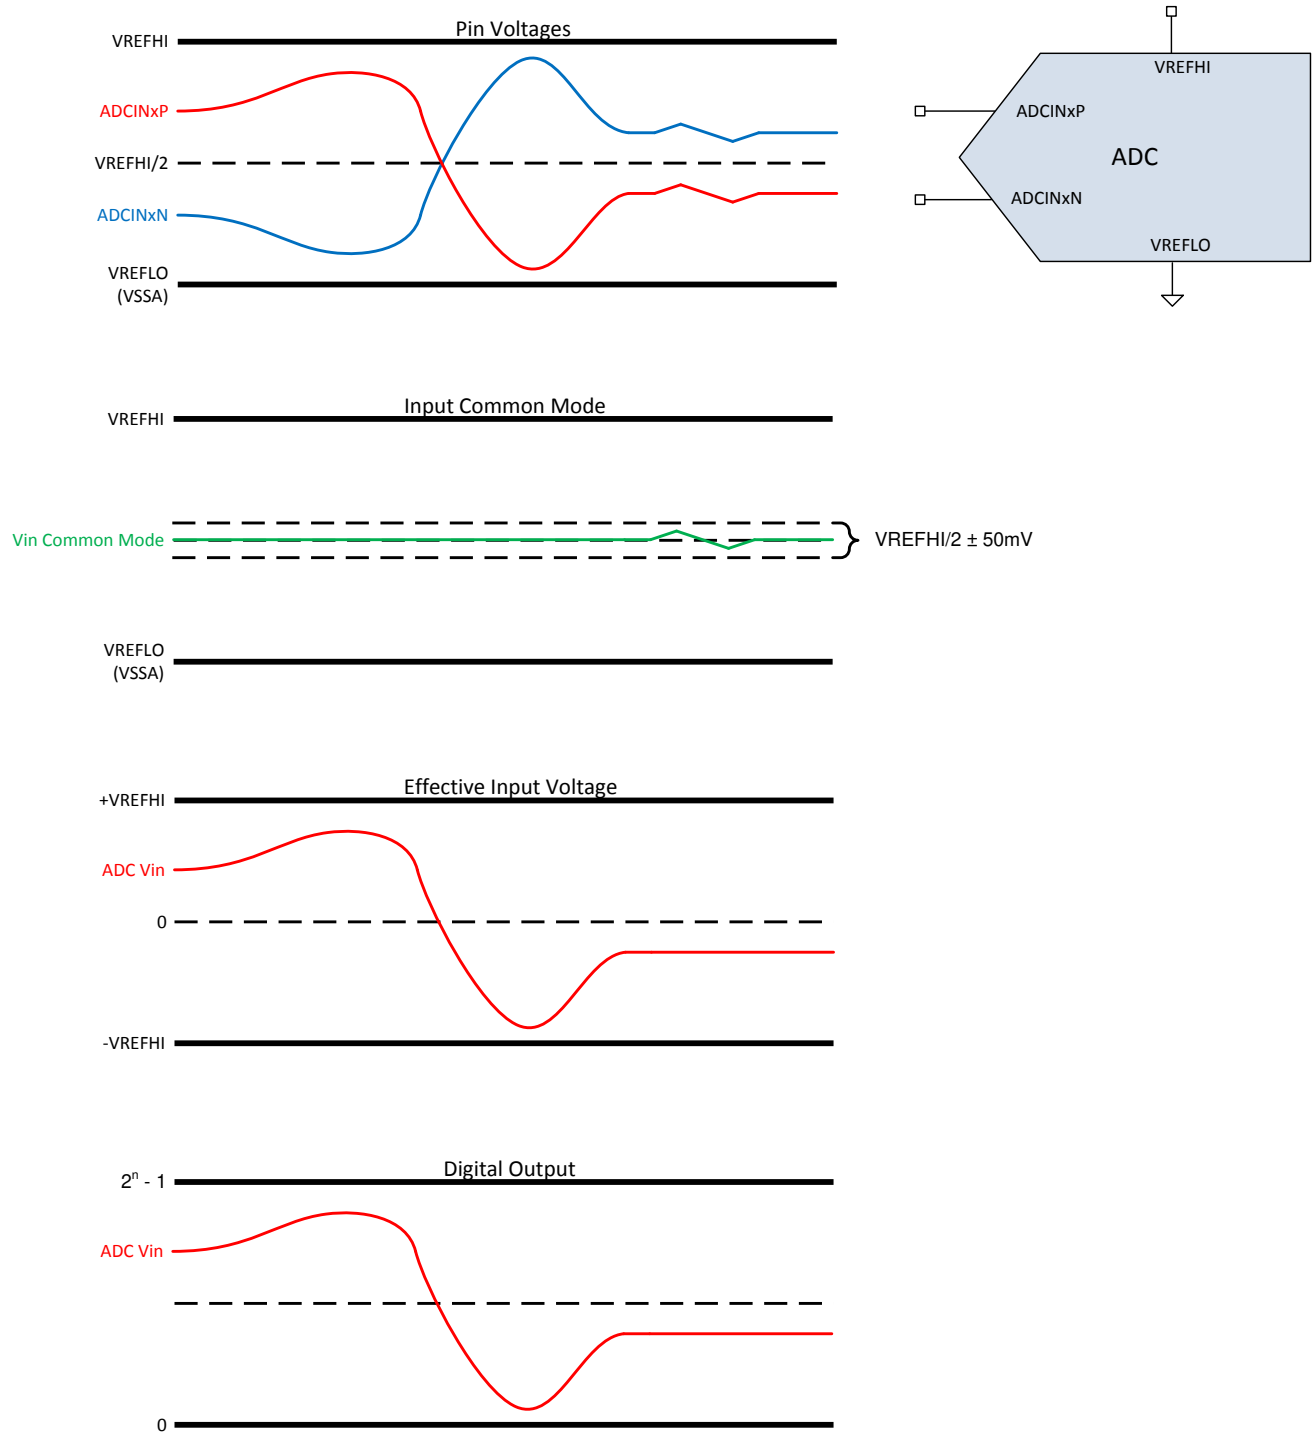 Pin Voltages
VREFHI
ADCINxP
VREFHI/2
ADCINxN
VREFLO
(VSSA)
VREFHI
ADCINxP
ADC
ADCINxN
VREFLO
Input Common Mode
VREFHI
Vin Common Mode
VREFHI/2 ± 50mV
VREFLO
(VSSA)
Effective Input Voltage
+VREFHI
ADC Vin
0
-VREFHI
Digital Output
2ⁿ - 1
ADC Vin
0